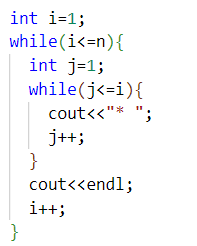 int i=1;
while(i<=n){
  int j=1;
  while(j<=i){
    cout<<"* ";
    j++;
  }
  cout<<endl;
  i++;
}